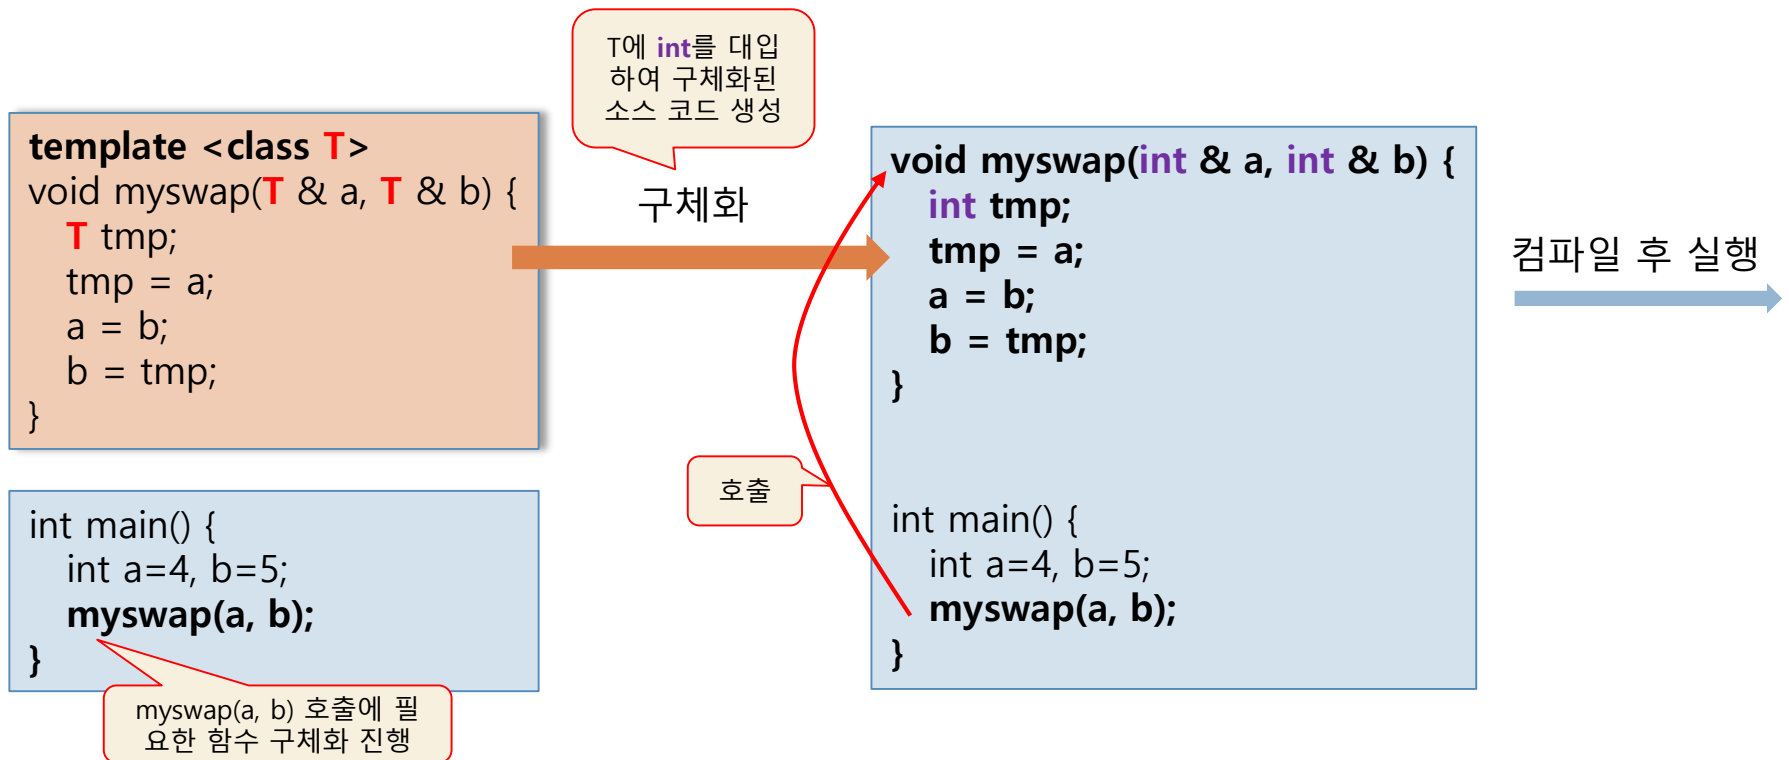 T에 int를 대입
하여 구체화된
소스 코드 생성
template <class T>
void myswap(T & a, T & b) {
T tmp;
tmp = a;
a = b;
b = tmp;
}
구체화
void myswap(int & a, int & b) {
int tmp;
tmp = a;
a = b;
b = tmp;
}
컴파일 후 실행
호출
int main() {
int a=4, b=5;
myswap(a, b);
}
myswap(a, b) 호출에 필
요한 함수 구체화 진행
int main() {
int a=4, b=5;
myswap(a, b);
}